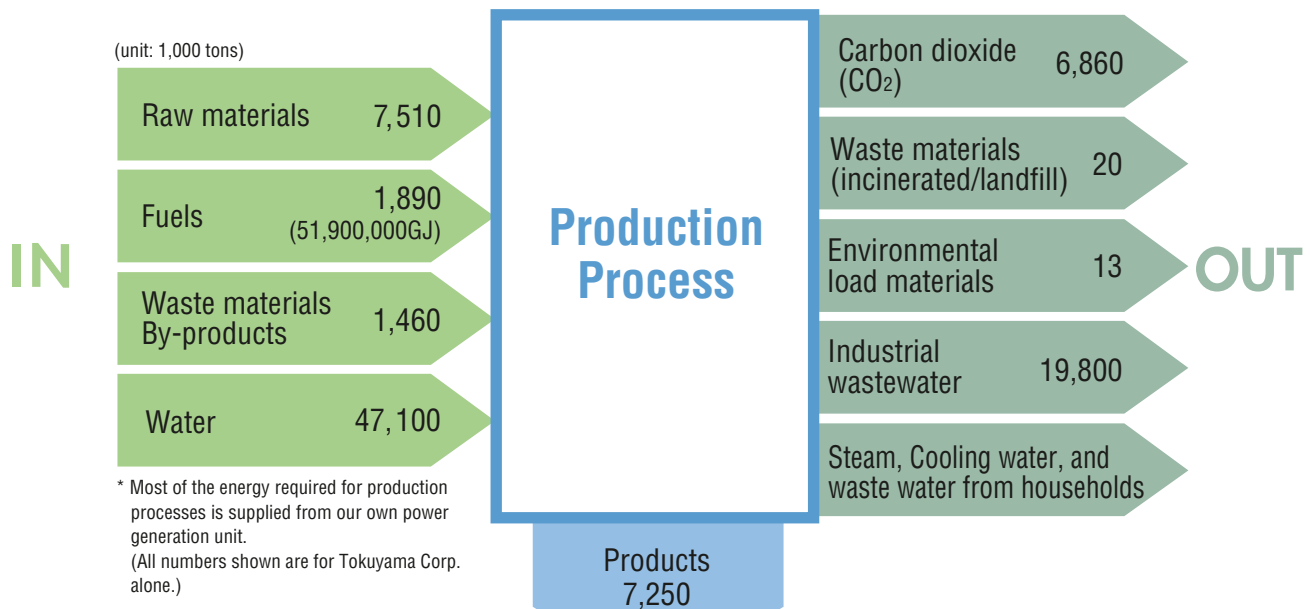 (unit: 1,000 tons)
IN
Raw materials 7,510
Fuels 1,890
(51,900,000GJ)
Waste materials
By-products 1,460
Water 47,100
* Most of the energy required for production
processes is supplied from our own power
generation unit.
(All numbers shown are for Tokuyama Corp.
alone.)
Production
Process
Products
7,250
Carbon dioxide
(CO₂) 6,860
Waste materials
(incinerated/landfill) 20
Environmental
load materials 13
Industrial
wastewater 19,800
Steam, Cooling water, and
waste water from households
OUT